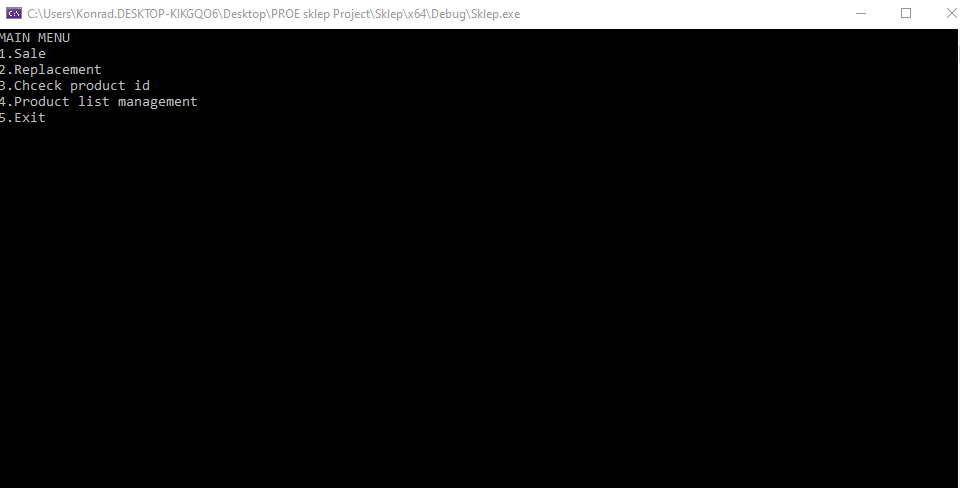 C:\Users\Konrad.DESKTOP-KIKGQO6\Desktop\PROE sklep Project\Sklep\x64\Debug\Sklep.exe
MAIN MENU
1.Sale
2.Replacement
3.Chceck product id
4.Product list management
5.Exit